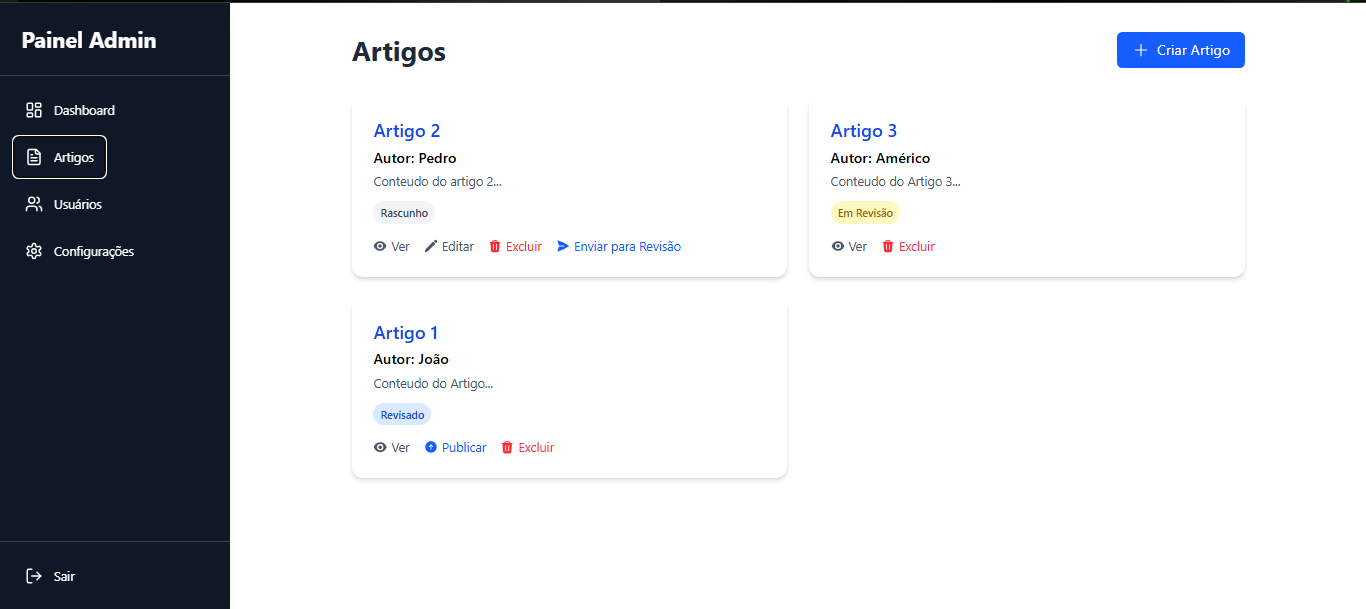 Painel Admin
Dashboard
Artigos
Usuários
Configurações
Sair
Artigos
Criar Artigo
Artigo 2
Autor: Pedro
Conteudo do artigo 2...
Rascunho
Ver Editar Excluir Enviar para Revisão
Artigo 3
Autor: Américo
Conteudo do Artigo 3...
Em Revisão
Ver Excluir
Artigo 1
Autor: João
Conteudo do Artigo...
Revisado
Ver Publicar Excluir